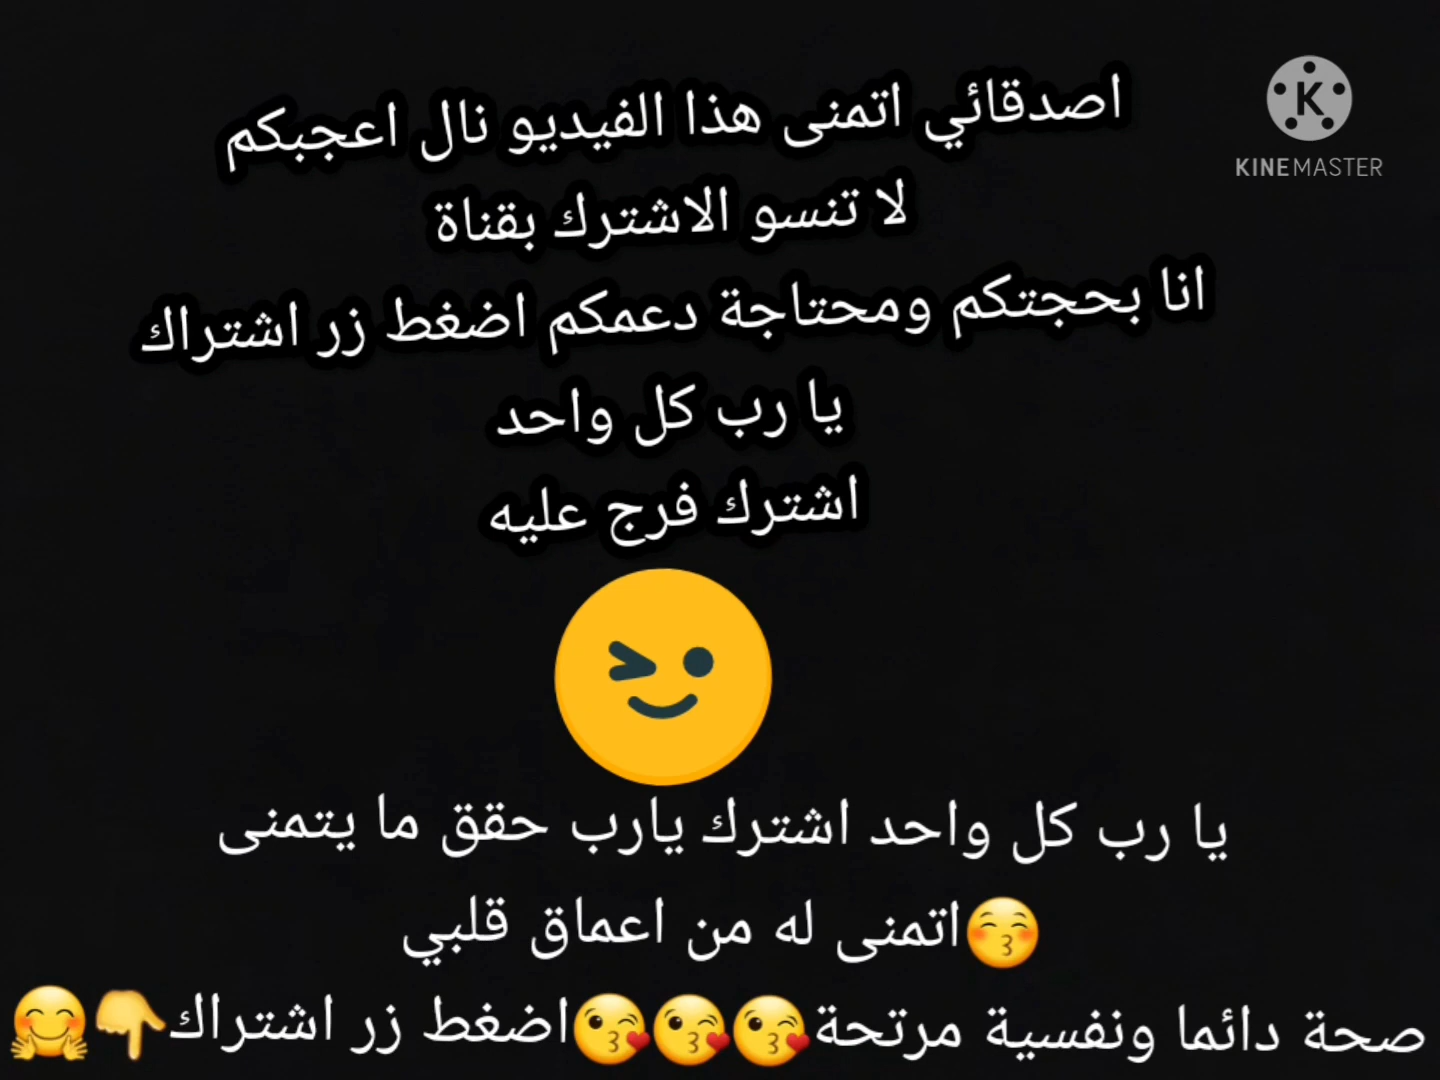 اصدقائي اتمنى هذا الفيديو نال اعجبكم
لا تنسو الاشترك بقناة
انا بحجتكم ومحتاجة دعمكم اضغط زر اشتراك
يا رب كل واحد
اشترك فرج عليه
يا رب كل واحد اشترك يارب حقق ما يتمنى
😚اتمنى له من اعماق قلبي
صحة دائما ونفسية مرتحة😘😘😘اضغط زر اشتراك👇🤗
KINEMASTER